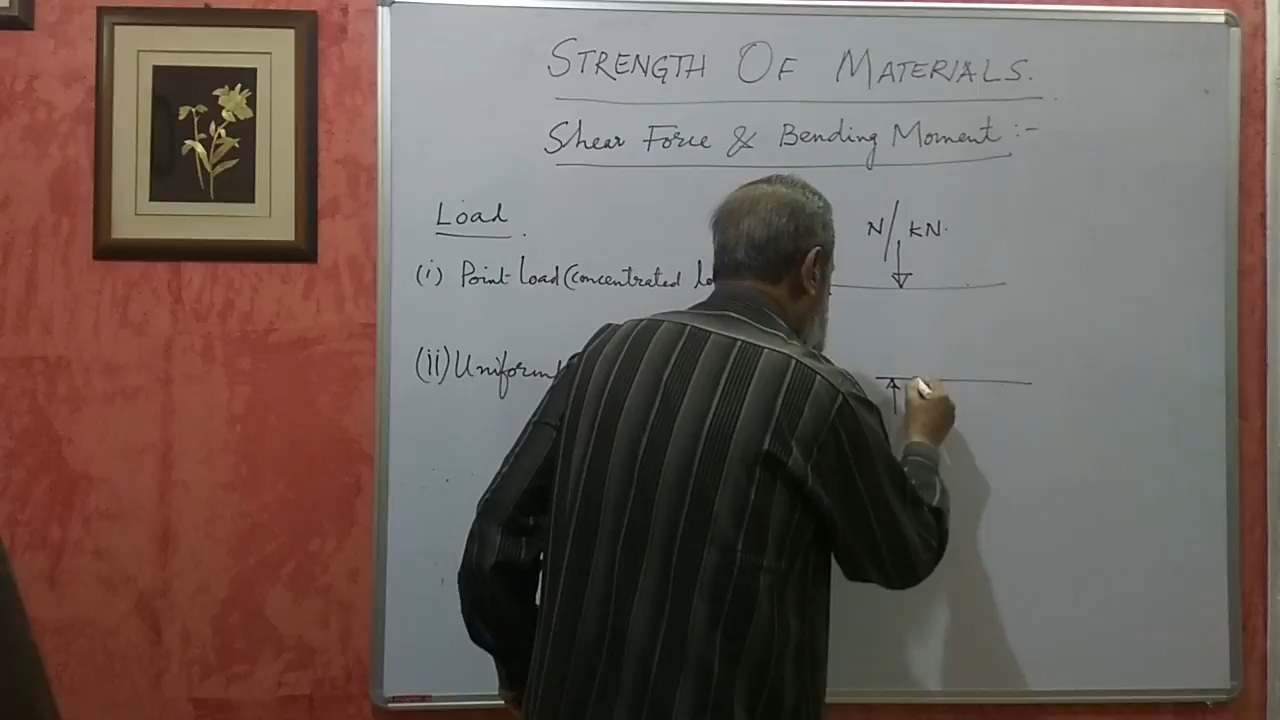 STRENGTH OF MATERIALS.
Shear Force & Bending Moment :-
Load
N/kN.
(i) Point load (Concentrated
(ii) Uniform